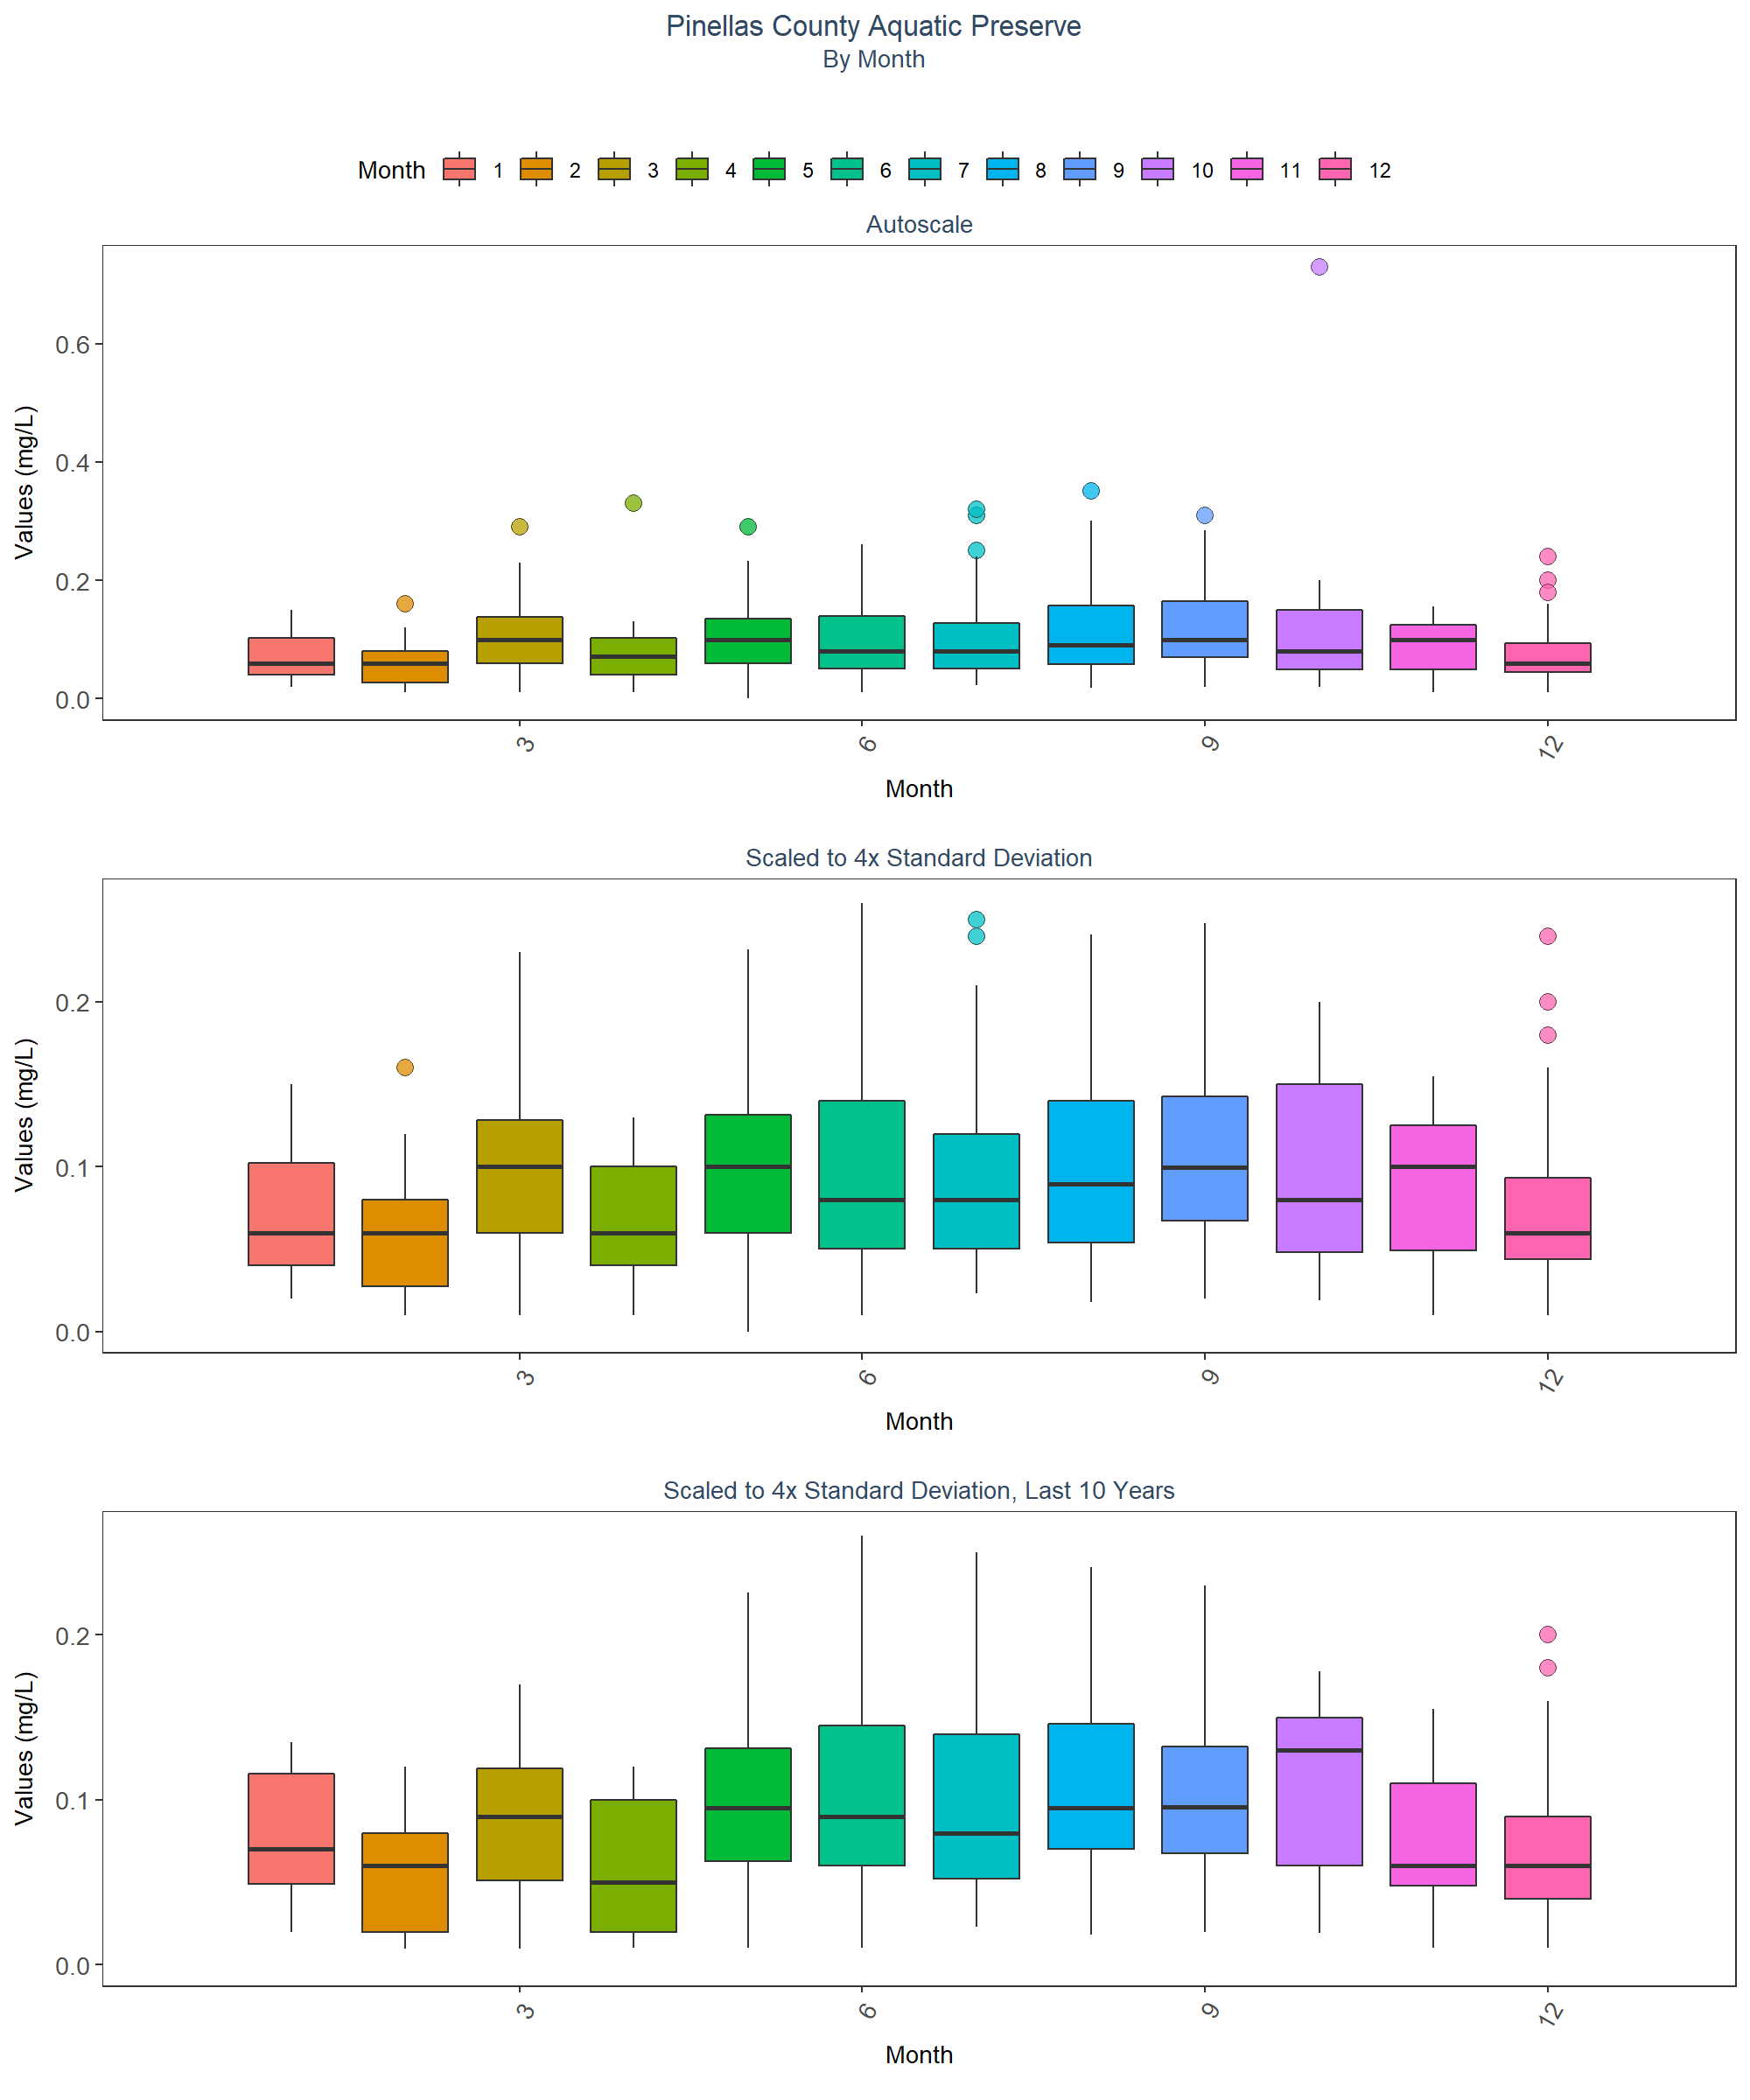 Pinellas County Aquatic Preserve
By Month
Month 1 2 3 4 5 6 7 8 9 10 11 12
Autoscale
Values (mg/L)
0.6
0.4
0.2
0.0
3 6 9 12
Month
Scaled to 4x Standard Deviation
Values (mg/L)
0.2
0.1
0.0
3 6 9 12
Month
Scaled to 4x Standard Deviation, Last 10 Years
Values (mg/L)
0.2
0.1
0.0
3 6 9 12
Month